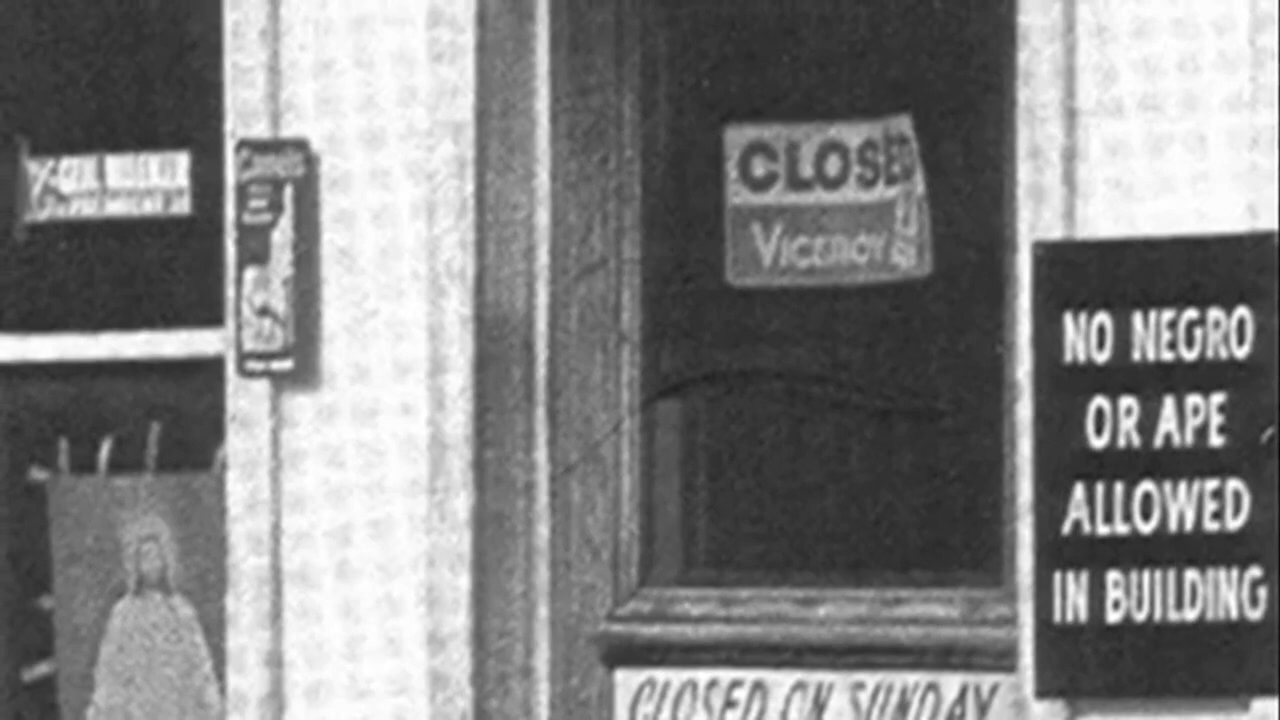 CLOSED
VICEROY
NO NEGRO
OR APE
ALLOWED
IN BUILDING
CLOSED ON SUNDAY